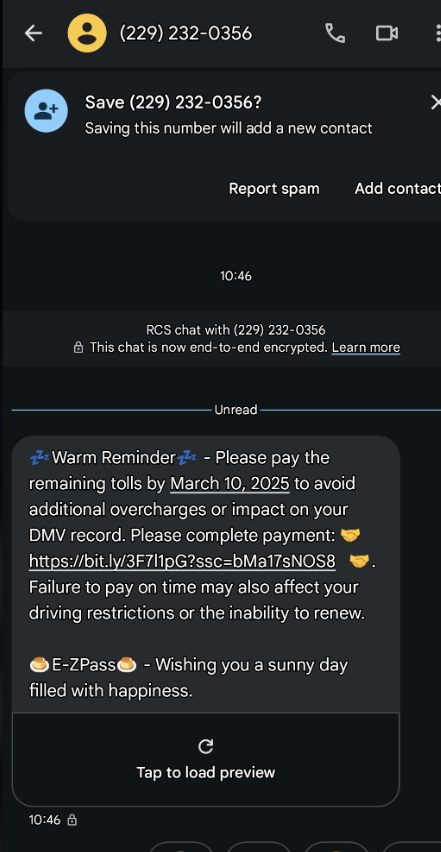 (229) 232-0356
Save (229) 232-0356?
Saving this number will add a new contact
Report spam Add contact
10:46
RCS chat with (229) 232-0356
This chat is now end-to-end encrypted. Learn more
Unread
💤Warm Reminder💤 - Please pay the
remaining tolls by March 10, 2025 to avoid
additional overcharges or impact on your
DMV record. Please complete payment: 🤝
https://bit.ly/3F7l1pG?ssc=bMa17sNOS8 🤝.
Failure to pay on time may also affect your
driving restrictions or the inability to renew.
🍮E-ZPass🍮 - Wishing you a sunny day
filled with happiness.
Tap to load preview
10:46